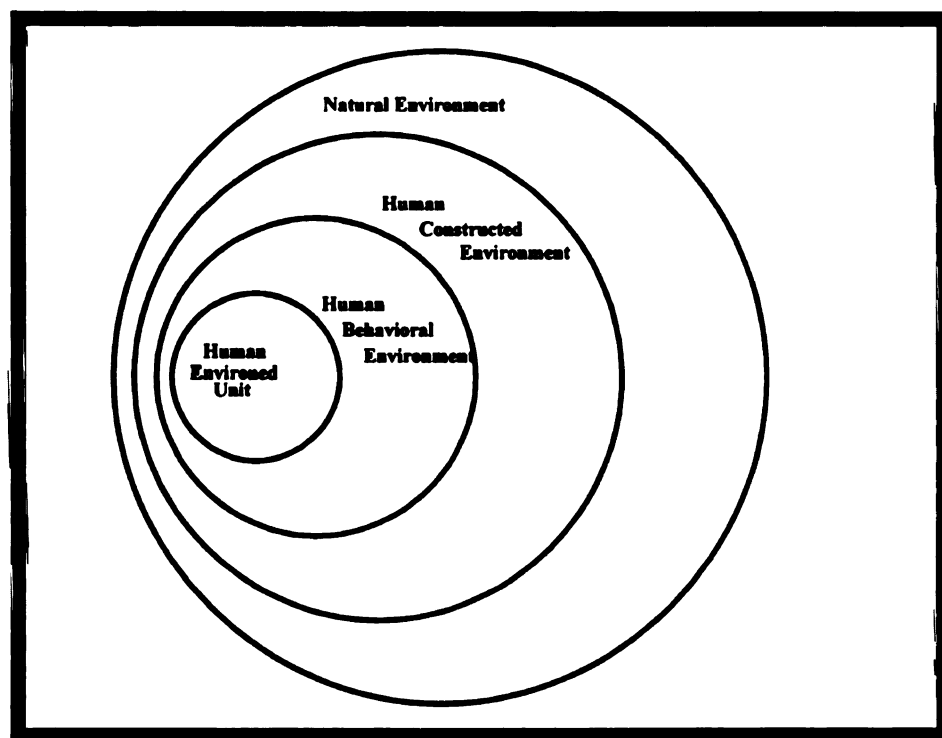 Natural Environment
Human
Constructed
Environment
Human
Behavioral
Environment
Human
Environed
Unit